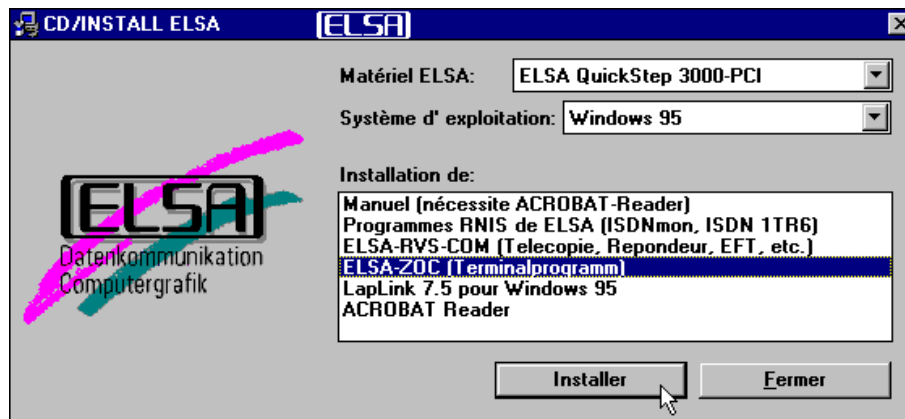 CD/INSTALL ELSA
ELSA
Matériel ELSA: ELSA QuickStep 3000-PCI
Système d' exploitation: Windows 95
Installation de:
Manuel (nécessite ACROBAT-Reader)
Programmes RNIS de ELSA (ISDNmon, ISDN 1TR6)
ELSA-RVS-COM (Telecopie, Repondeur, EFT, etc.)
ELSA-ZOC (Terminalprogramm)
LapLink 7.5 pour Windows 95
ACROBAT Reader
ELSA
Datenkommunikation
Computergrafik
Installer
Fermer